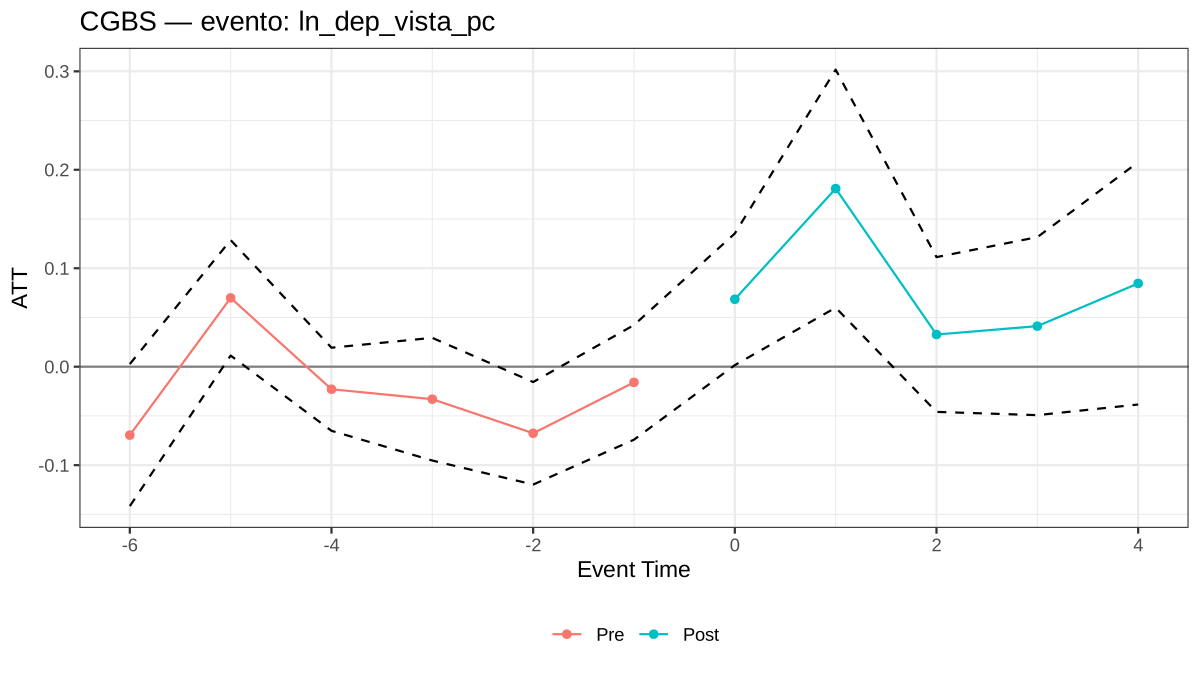 CGBS — evento: ln_dep_vista_pc
ATT
0.3
0.2
0.1
0.0
-0.1
-6 -4 -2 0 2 4
Event Time
Pre Post